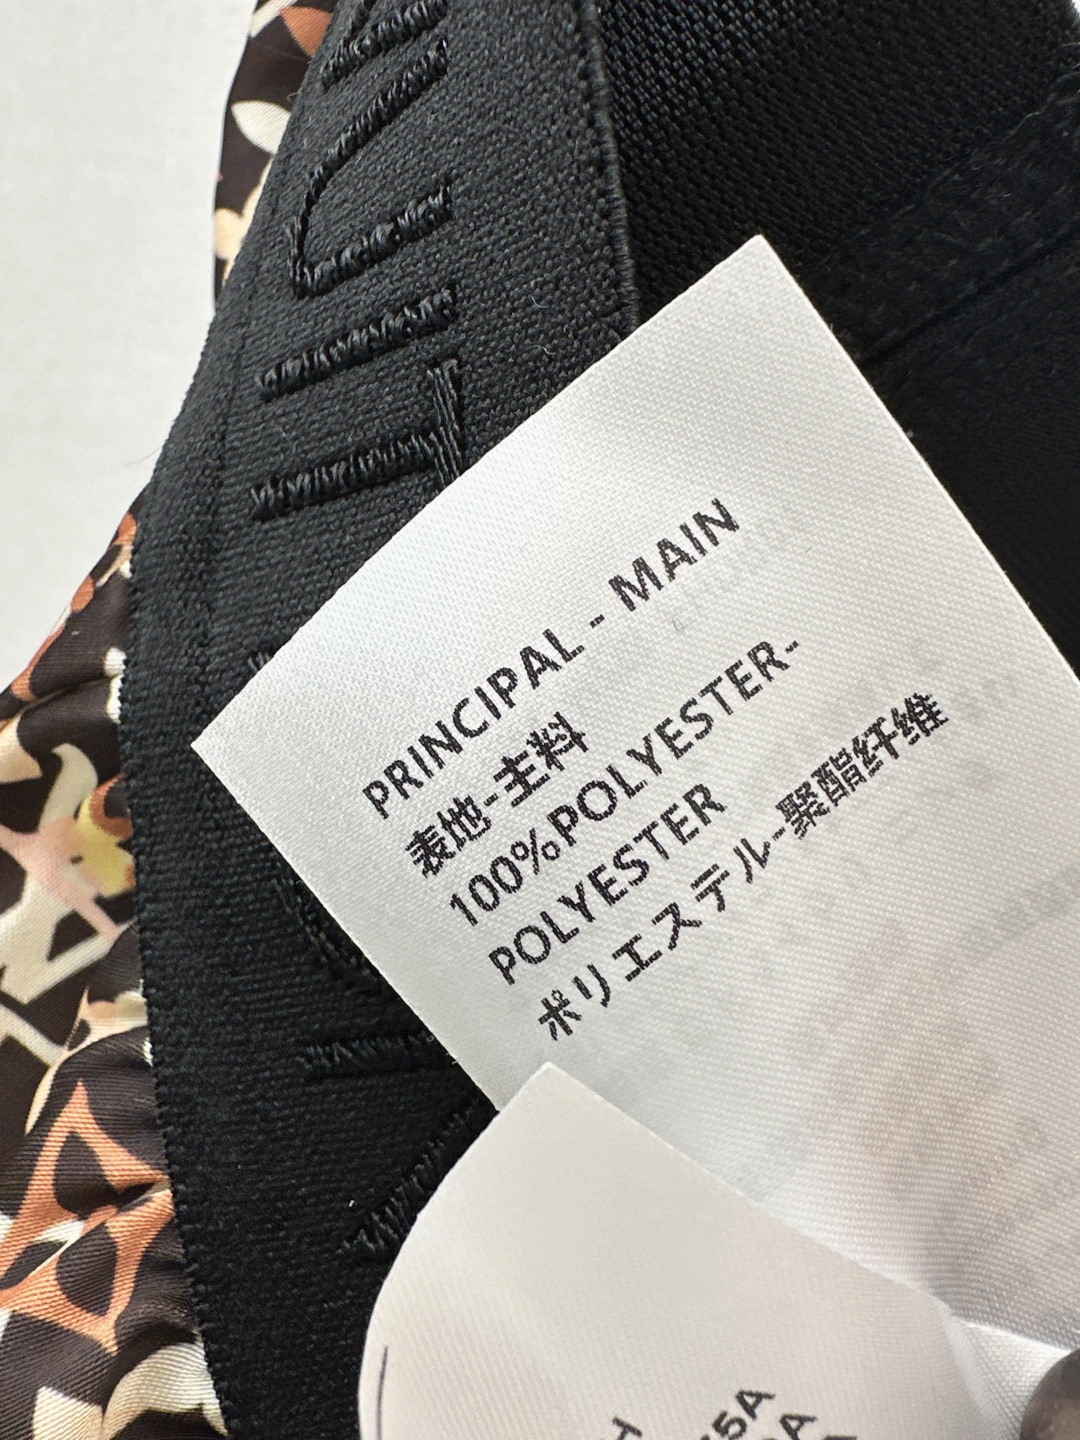 PRINCIPAL - MAIN
表地-主料
100%POLYESTER-
POLYESTER
ポリエステル-聚酯纤维